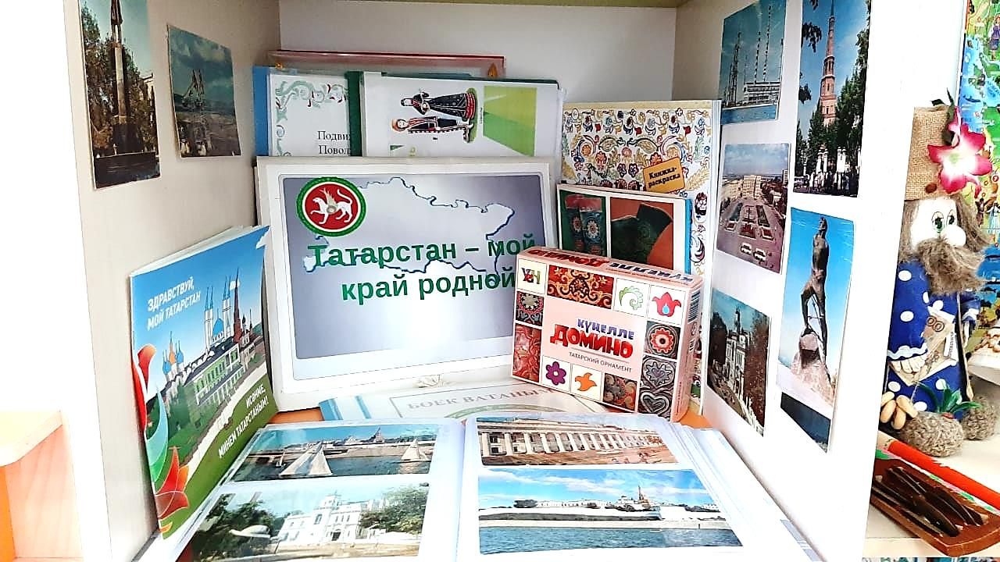 Подви
Повол
Книжка-
раскраска
Татарстан – мой
край родной
ЗДРАВСТВУЙ,
МОЙ ТАТАРСТАН
ИСӘНМЕ,
МИНЕМ ТАТАРСТАНЫМ!
КҮҢЕЛЛЕ
ДОМИНО
ТАТАРСКИЙ ОРНАМЕНТ
БОЕК ВАТАНЫ